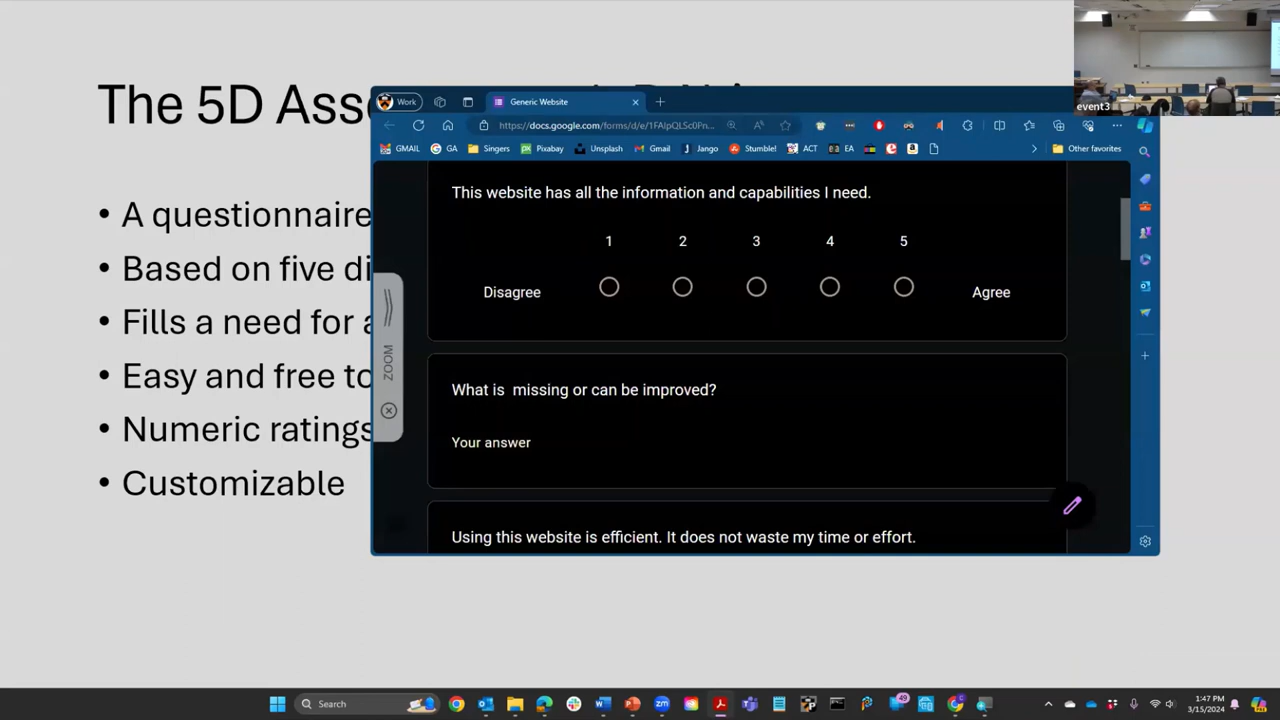 The 5D Ass
• A questionnaire
• Based on five di
• Fills a need for a
• Easy and free to
• Numeric ratings
• Customizable
event3
Work
Generic Website
https://docs.google.com/forms/d/e/1FAIpQLSc0Pn...
GMAIL
GA
Singers
Pixabay
Unsplash
Gmail
Jango
Stumble!
ACT
EA
Other favorites
This website has all the information and capabilities I need.
1 2 3 4 5
Disagree
Agree
What is missing or can be improved?
Your answer
Using this website is efficient. It does not waste my time or effort.
ZOOM
Search
49
1:47 PM
3/15/2024